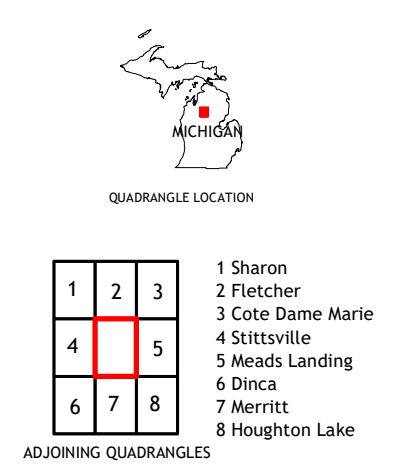 MICHIGAN
QUADRANGLE LOCATION
1 2 3
4 5
6 7 8
1 Sharon
2 Fletcher
3 Cote Dame Marie
4 Stittsville
5 Meads Landing
6 Dinca
7 Merritt
8 Houghton Lake
ADJOINING QUADRANGLES